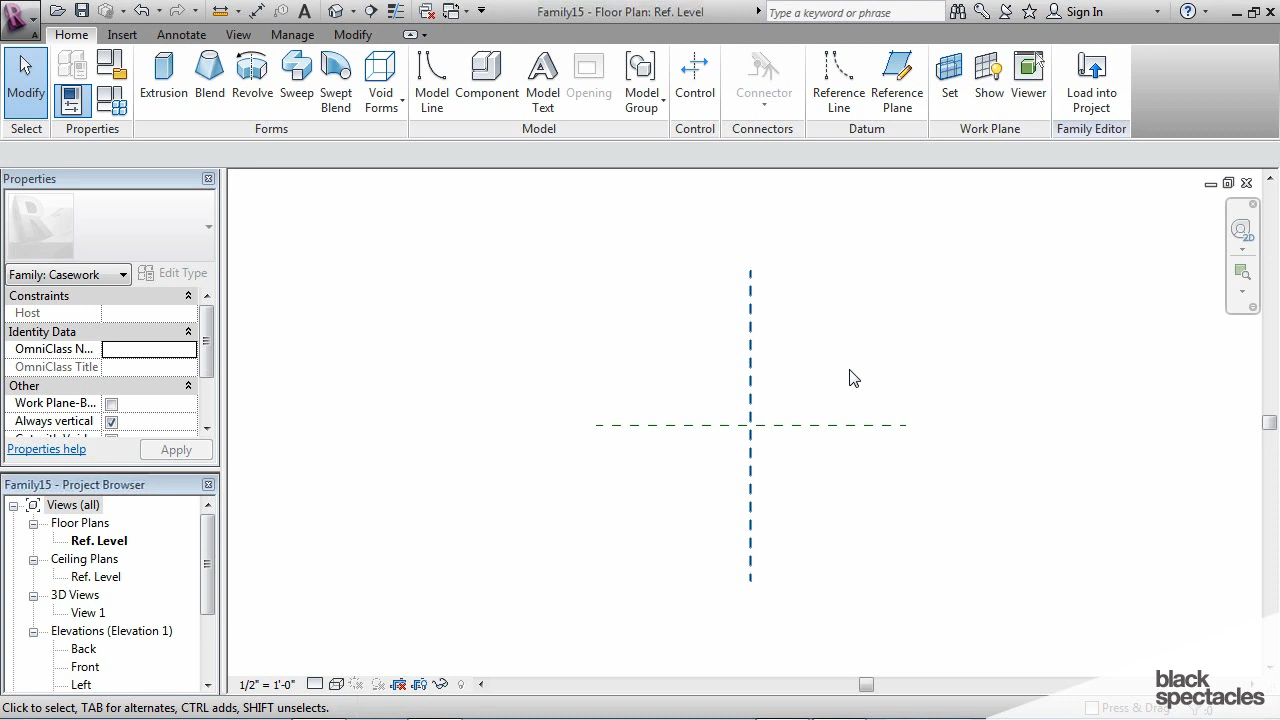 Family15 - Floor Plan: Ref. Level
Type a keyword or phrase
Sign In
Home Insert Annotate View Manage Modify
Modify
Extrusion Blend Revolve Sweep Swept Blend Void Forms
Model Line Component Model Text Opening Model Group
Control Connector Reference Line Reference Plane
Set Show Viewer Load into Project
Select Properties Forms Model Control Connectors Datum Work Plane Family Editor
Properties
Family: Casework Edit Type
Constraints
Host
Identity Data
OmniClass N...
OmniClass Title
Other
Work Plane-B...
Always vertical
Properties help Apply
Family15 - Project Browser
Views (all)
Floor Plans
Ref. Level
Ceiling Plans
Ref. Level
3D Views
View 1
Elevations (Elevation 1)
Back
Front
Left
2D
1/2" = 1'-0"
Click to select, TAB for alternates, CTRL adds, SHIFT unselects.
Press & Drag :0
black
spectacles